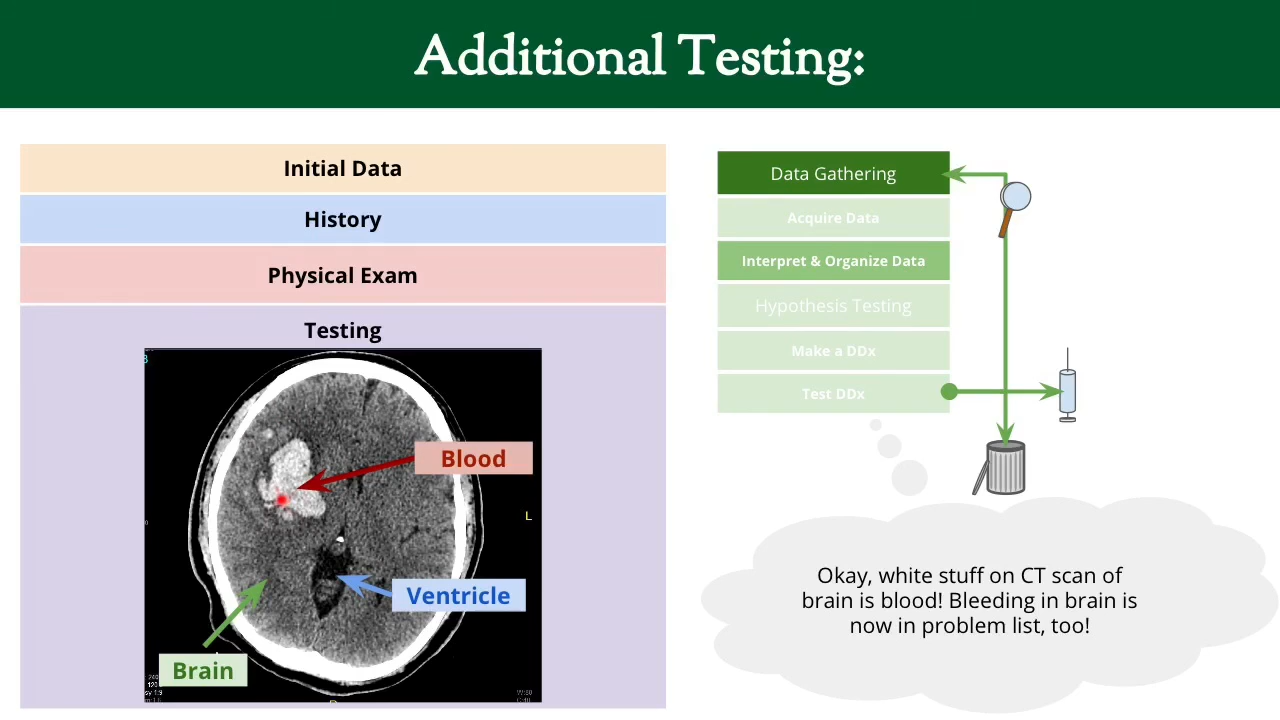 Additional Testing:
Initial Data
History
Physical Exam
Testing
Blood
L
Ventricle
Brain
Data Gathering
Acquire Data
Interpret & Organize Data
Hypothesis Testing
Make a DDx
Test DDx
Okay, white stuff on CT scan of
brain is blood! Bleeding in brain is
now in problem list, too!